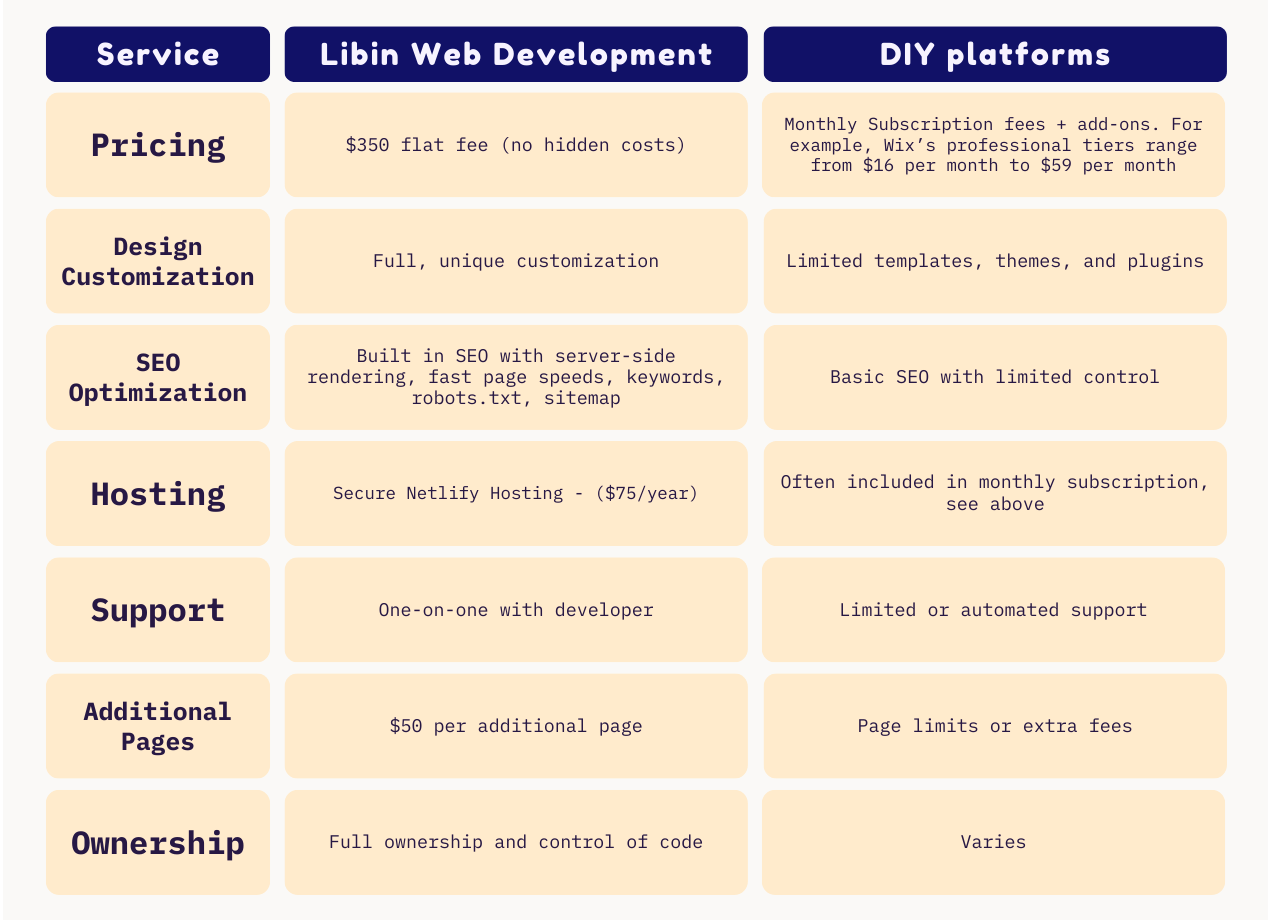 Service
Libin Web Development
DIY platforms
Pricing
$350 flat fee (no hidden costs)
Monthly Subscription fees + add-ons. For
example, Wix’s professional tiers range
from $16 per month to $59 per month
Design
Customization
Full, unique customization
Limited templates, themes, and plugins
SEO
Optimization
Built in SEO with server-side
rendering, fast page speeds, keywords,
robots.txt, sitemap
Basic SEO with limited control
Hosting
Secure Netlify Hosting - ($75/year)
Often included in monthly subscription,
see above
Support
One-on-one with developer
Limited or automated support
Additional
Pages
$50 per additional page
Page limits or extra fees
Ownership
Full ownership and control of code
Varies